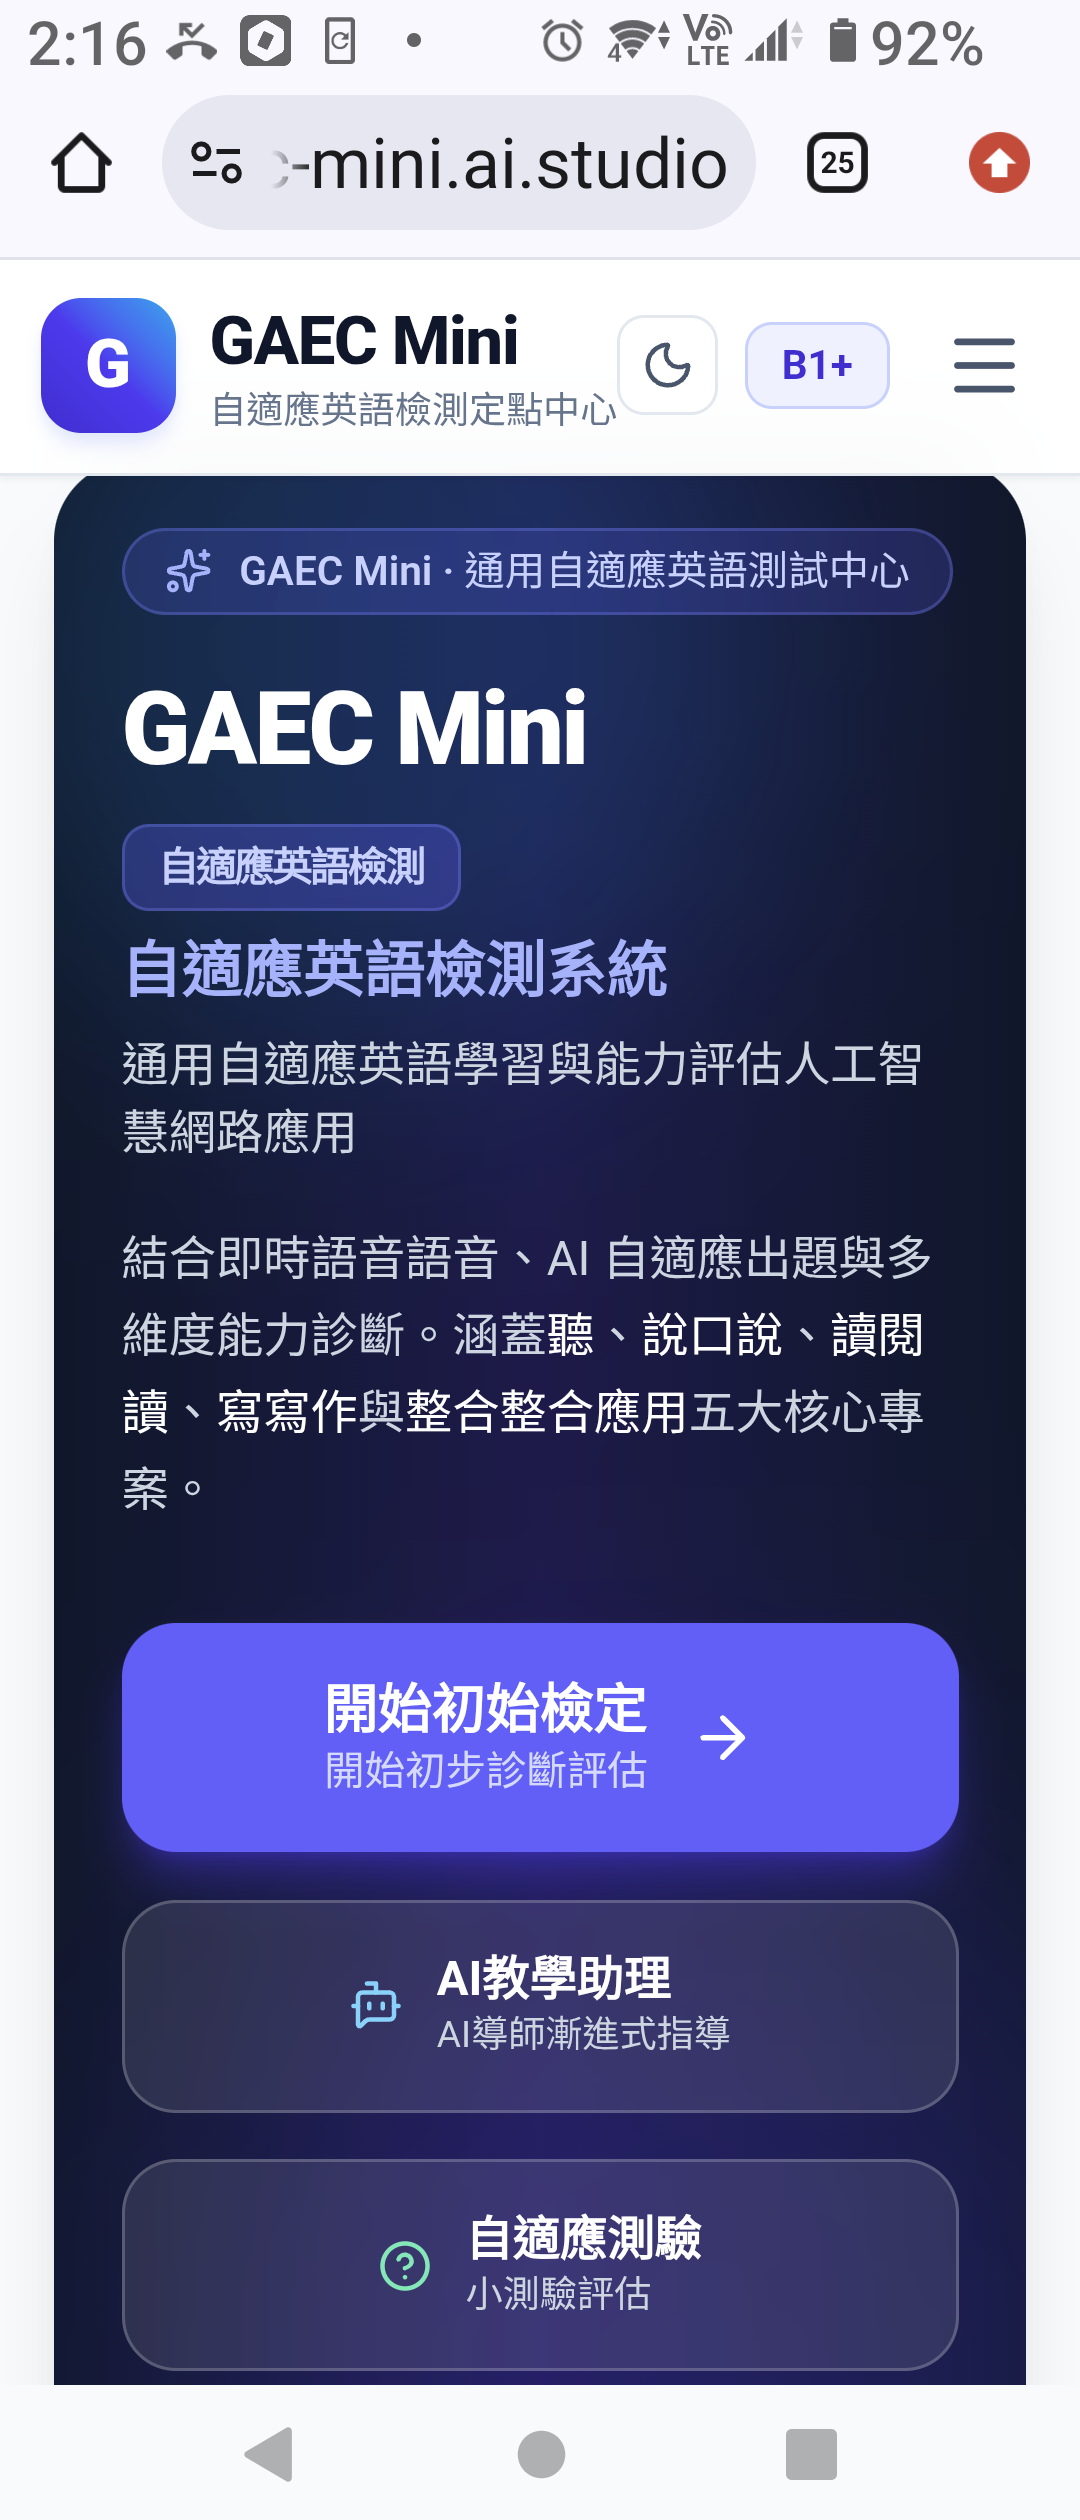 2:16
4
Vo
LTE
92%
-mini.ai.studio
25
G
GAEC Mini
自適應英語檢測定點中心
B1+
GAEC Mini · 通用自適應英語測試中心
GAEC Mini
自適應英語檢測
自適應英語檢測系統
通用自適應英語學習與能力評估人工智
慧網路應用
結合即時語音語音、AI 自適應出題與多
維度能力診斷。涵蓋聽、說口說、讀閱
讀、寫寫作與整合整合應用五大核心專
案。
開始初始檢定
開始初步診斷評估
AI教學助理
AI導師漸進式指導
自適應測驗
小測驗評估